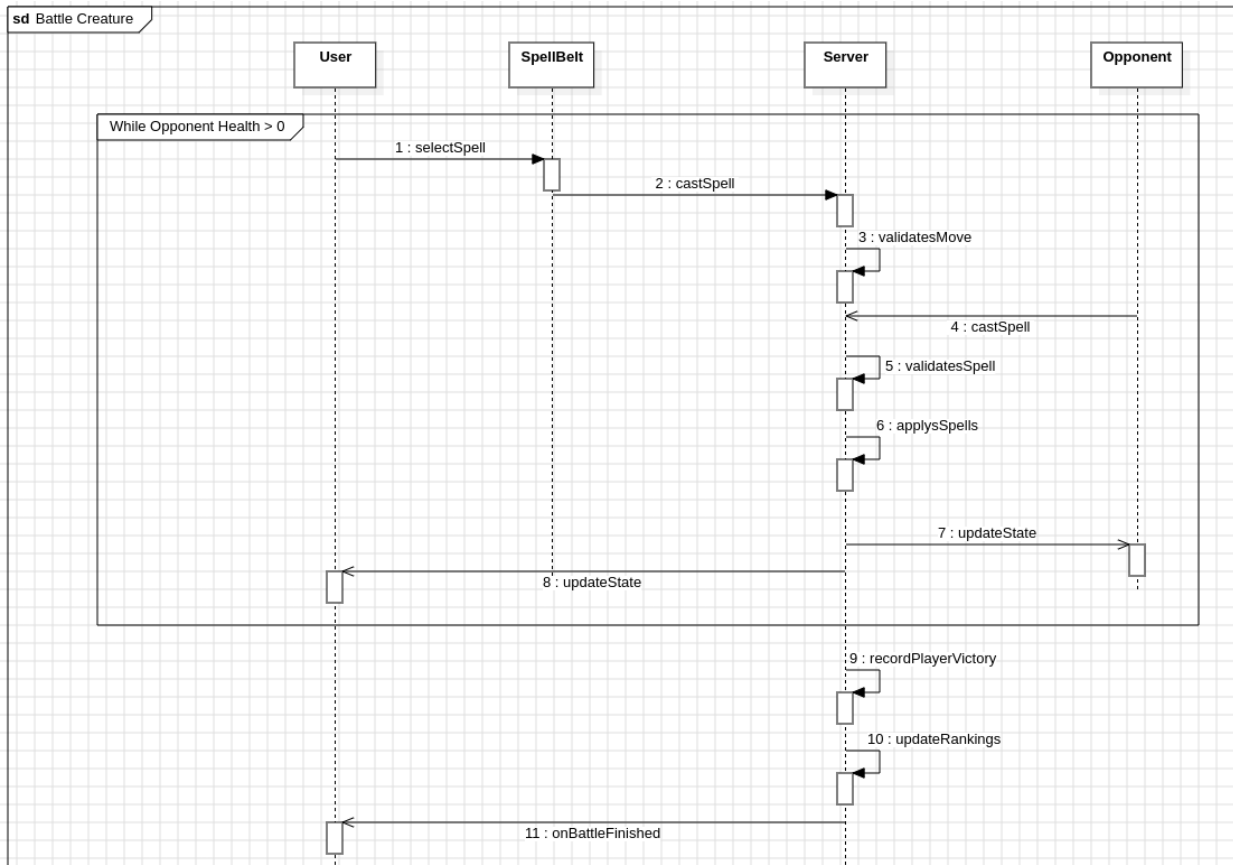 sd Battle Creature
User
SpellBelt
Server
Opponent
While Opponent Health > 0
1 : selectSpell
2 : castSpell
3 : validatesMove
4 : castSpell
5 : validatesSpell
6 : applysSpells
7 : updateState
8 : updateState
9 : recordPlayerVictory
10 : updateRankings
11 : onBattleFinished